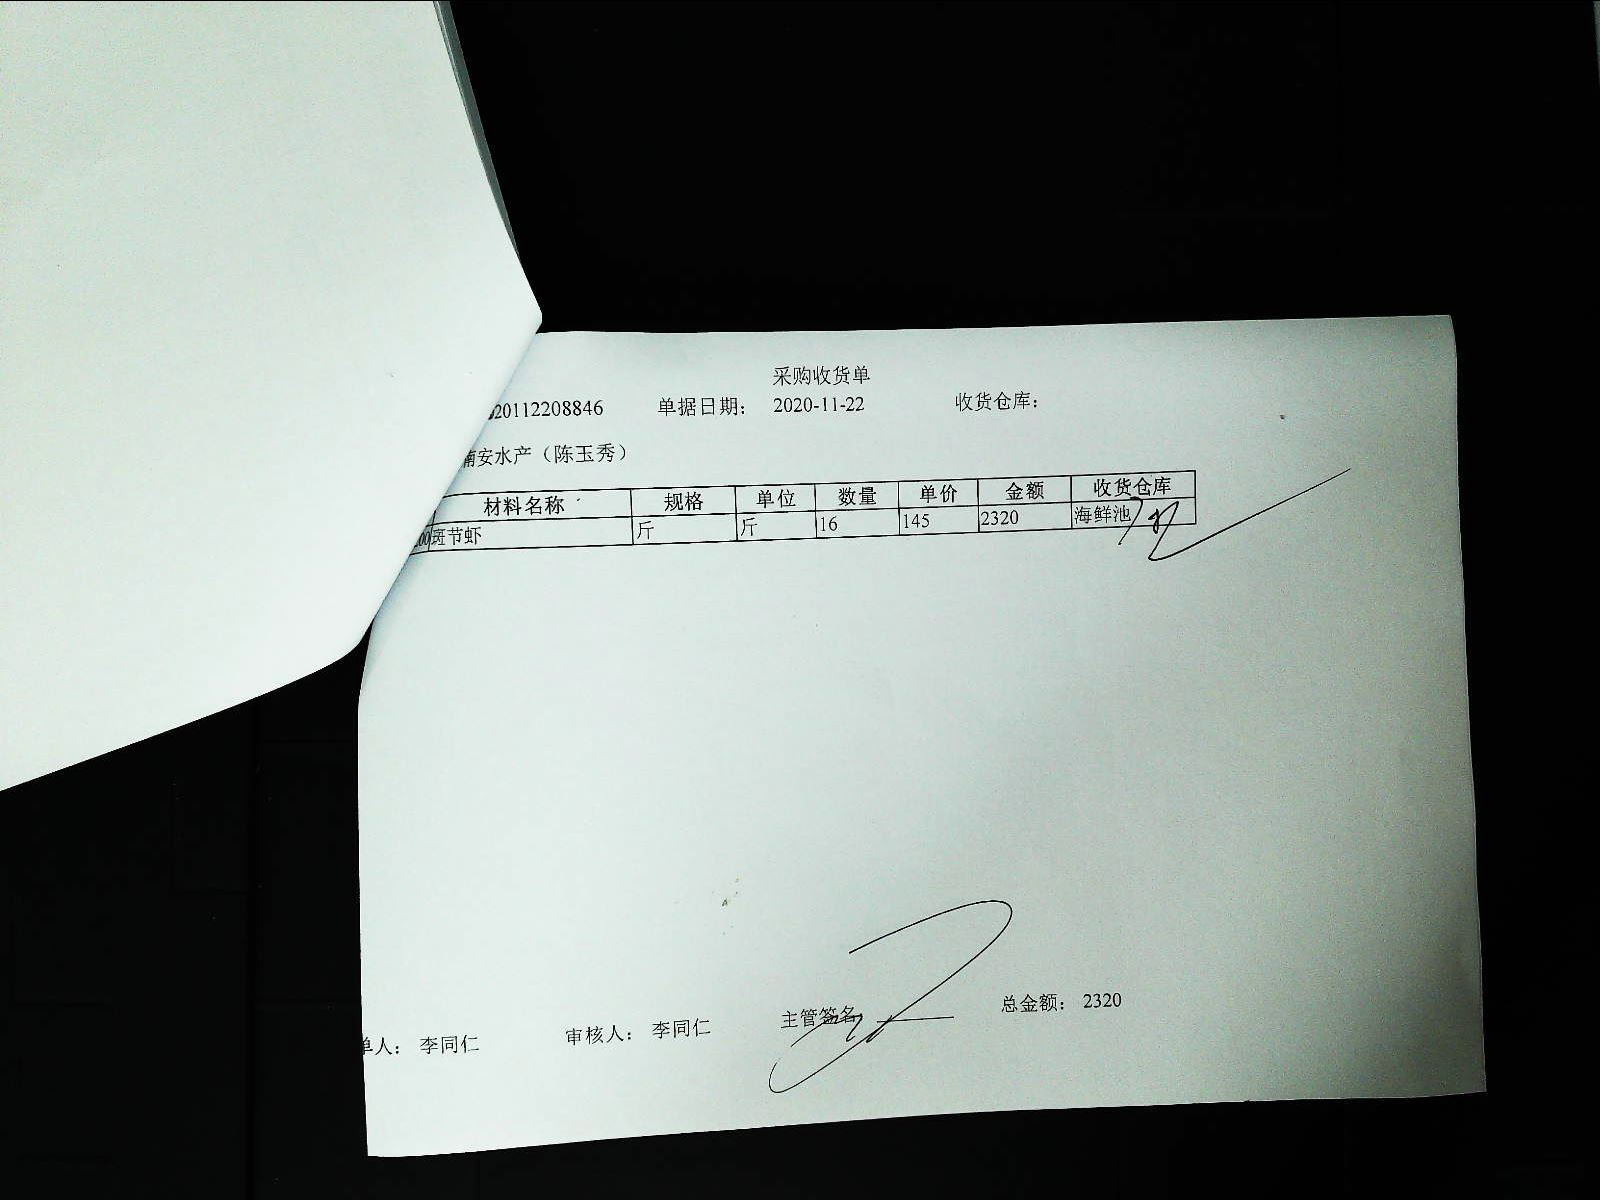 采购收货单
20112208846 单据日期: 2020-11-22 收货仓库:
南安水产（陈玉秀）
材料名称 规格 单位 数量 单价 金额 收货仓库
00 斑节虾 斤 斤 16 145 2320 海鲜池
单人: 李同仁 审核人: 李同仁 主管签名 总金额: 2320